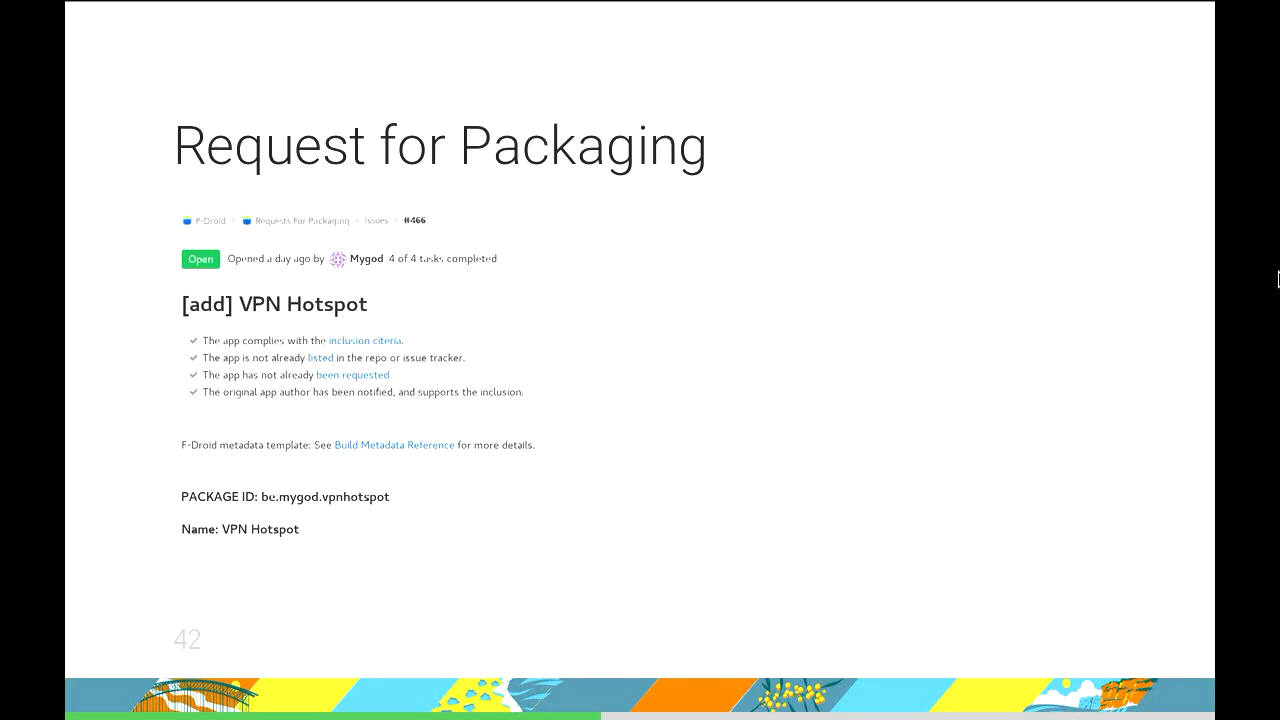 Request for Packaging
F-Droid > Requests For Packaging > Issues > #466
Open Opened a day ago by Mygod 4 of 4 tasks completed
[add] VPN Hotspot
The app complies with the inclusion citeria.
The app is not already listed in the repo or issue tracker.
The app has not already been requested
The original app author has been notified, and supports the inclusion.
F-Droid metadata template: See Build Metadata Reference for more details.
PACKAGE ID: be.mygod.vpnhotspot
Name: VPN Hotspot
42